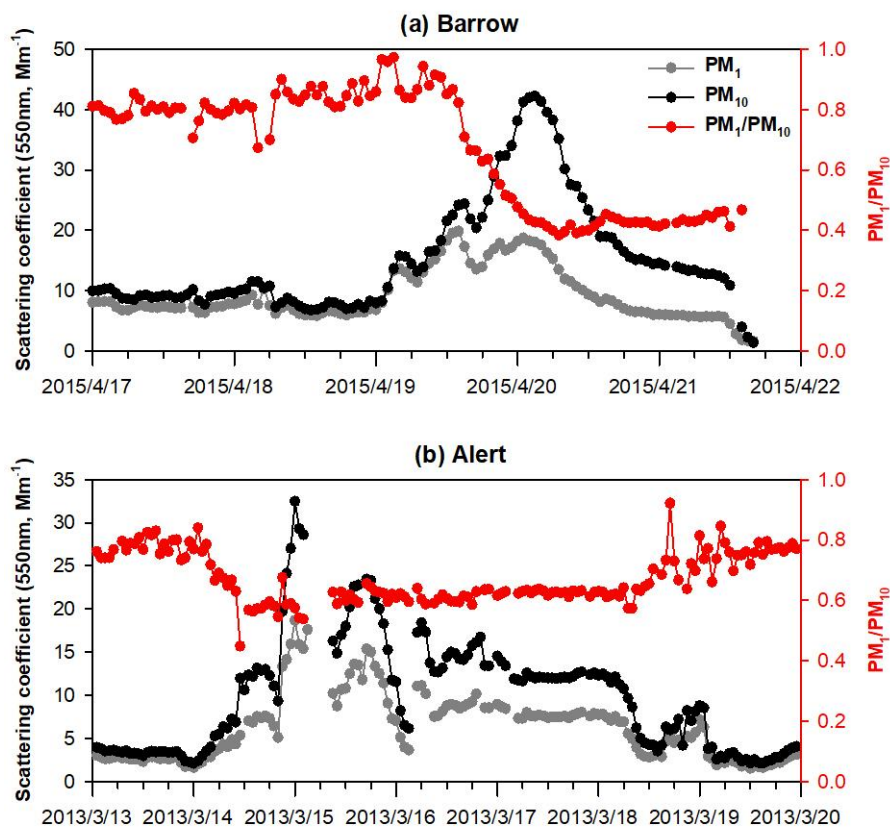 (a) Barrow
50
40
30
20
10
0
Scattering coefficient (550nm, Mm⁻¹)
PM₁
PM₁₀
PM₁/PM₁₀
1.0
0.8
0.6
0.4
0.2
0.0
PM₁/PM₁₀
2015/4/17 2015/4/18 2015/4/19 2015/4/20 2015/4/21 2015/4/22
(b) Alert
35
30
25
20
15
10
5
0
Scattering coefficient (550nm, Mm⁻¹)
1.0
0.8
0.6
0.4
0.2
0.0
PM₁/PM₁₀
2013/3/13 2013/3/14 2013/3/15 2013/3/16 2013/3/17 2013/3/18 2013/3/19 2013/3/20